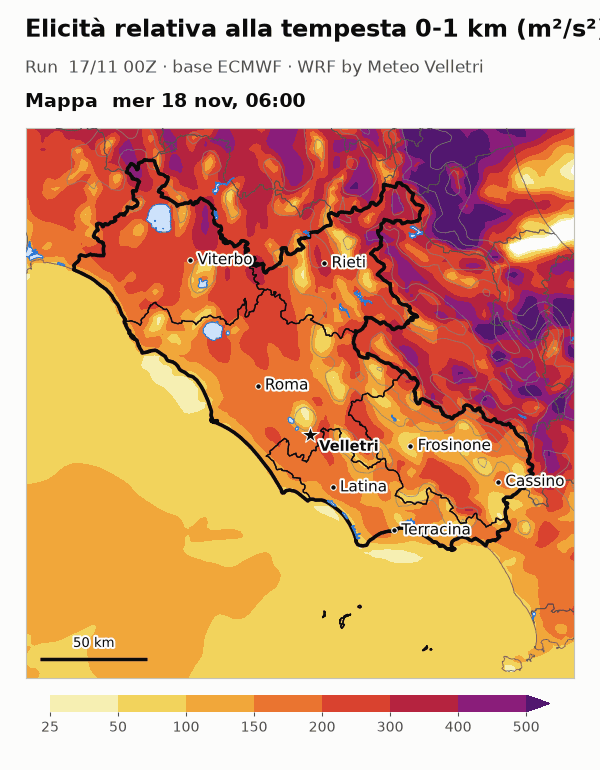 Elicità relativa alla tempesta 0-1 km (m²/s²)
Run 17/11 00Z · base ECMWF · WRF by Meteo Velletri
Mappa mer 18 nov, 06:00
Viterbo
Rieti
Roma
Velletri
Frosinone
Cassino
Latina
Terracina
50 km
25 50 100 150 200 300 400 500